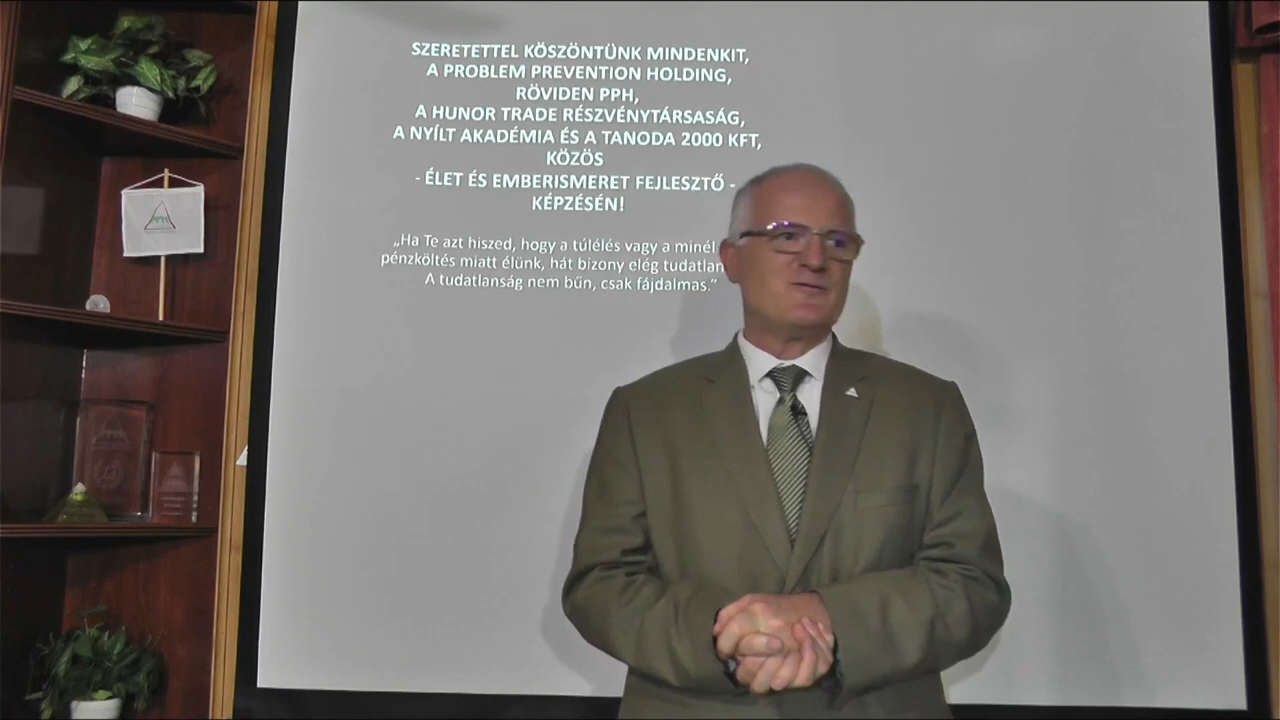 SZERETETTEL KÖSZÖNTÜNK MINDENKIT,
A PROBLEM PREVENTION HOLDING,
RÖVIDEN PPH,
A HUNOR TRADE RÉSZVÉNYTÁRSASÁG,
A NYÍLT AKADÉMIA ÉS A TANODA 2000 KFT,
KÖZÖS
- ÉLET ÉS EMBERISMERET FEJLESZTŐ -
KÉPZÉSÉN!
„Ha Te azt hiszed, hogy a túlélés vagy a minél
pénzköltés miatt élünk, hát bizony elég
A tudatlanság nem bűn, csak fájdalmas.”